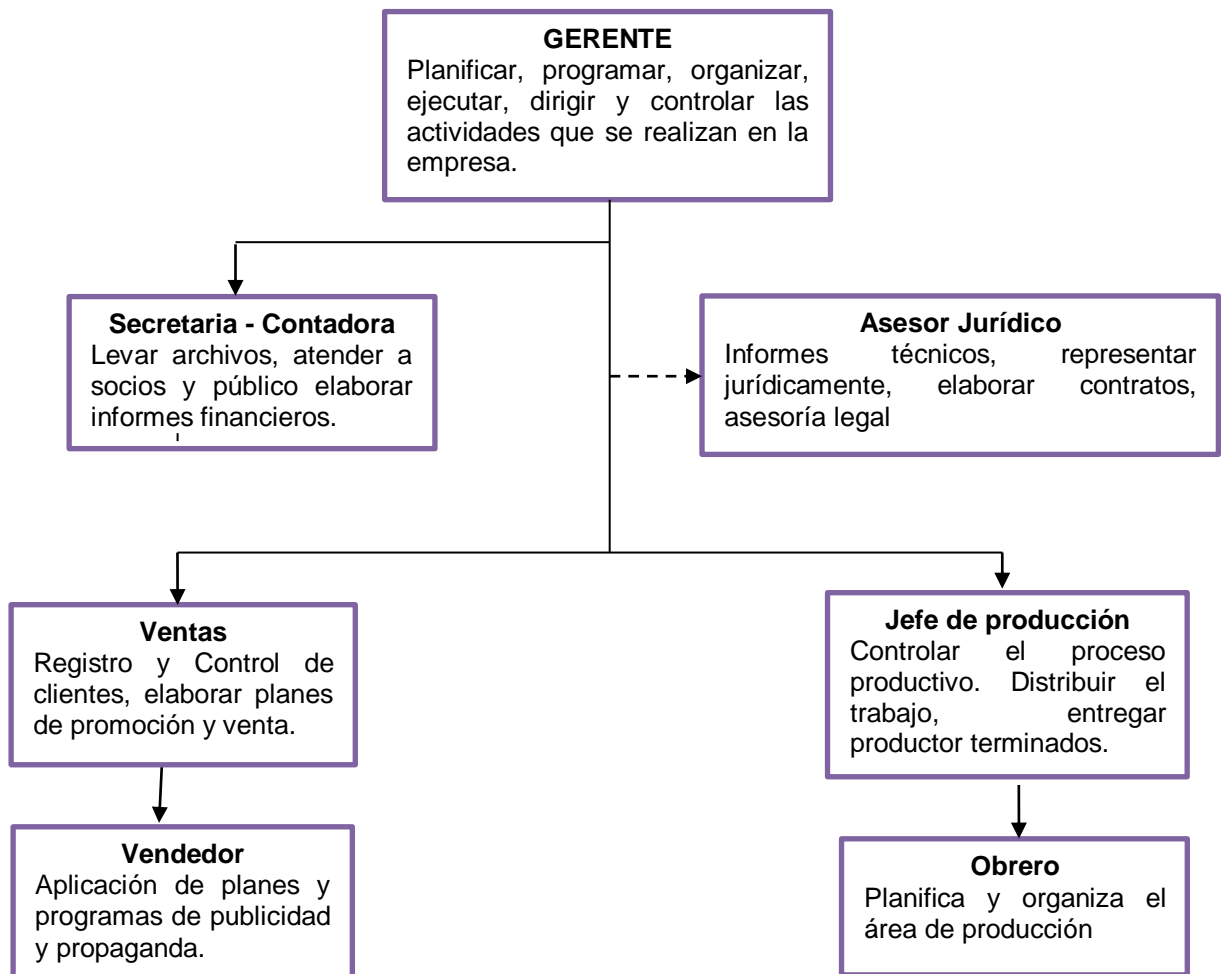 GERENTE
Planificar, programar, organizar,
ejecutar, dirigir y controlar las
actividades que se realizan en la
empresa.
Secretaria - Contadora
Levar archivos, atender a
socios y público elaborar
informes financieros.
Asesor Jurídico
Informes técnicos, representar
jurídicamente, elaborar contratos,
asesoría legal
Ventas
Registro y Control de
clientes, elaborar planes
de promoción y venta.
Jefe de producción
Controlar el proceso
productivo. Distribuir el
trabajo, entregar
productor terminados.
Vendedor
Aplicación de planes y
programas de publicidad
y propaganda.
Obrero
Planifica y organiza el
área de producción